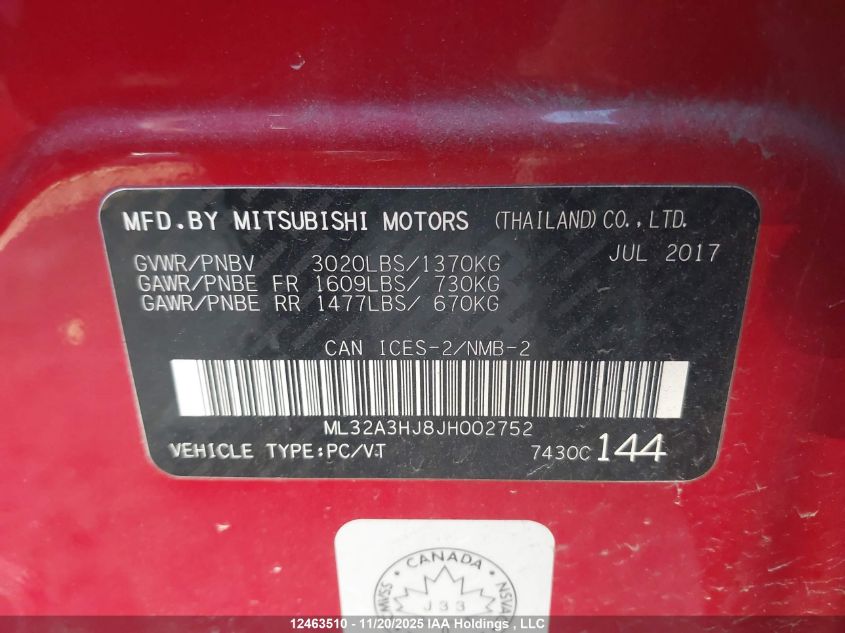 MFD.BY MITSUBISHI MOTORS (THAILAND) CO., LTD.
GVWR/PNBV 3020LBS/1370KG JUL 2017
GAWR/PNBE FR 1609LBS/ 730KG
GAWR/PNBE RR 1477LBS/ 670KG
CAN ICES-2/NMB-2
ML32A3HJ8JH002752
VEHICLE TYPE:PC/VT 7430C 144
CANADA
J33
12463510 - 11/20/2025 IAA Holdings , LLC